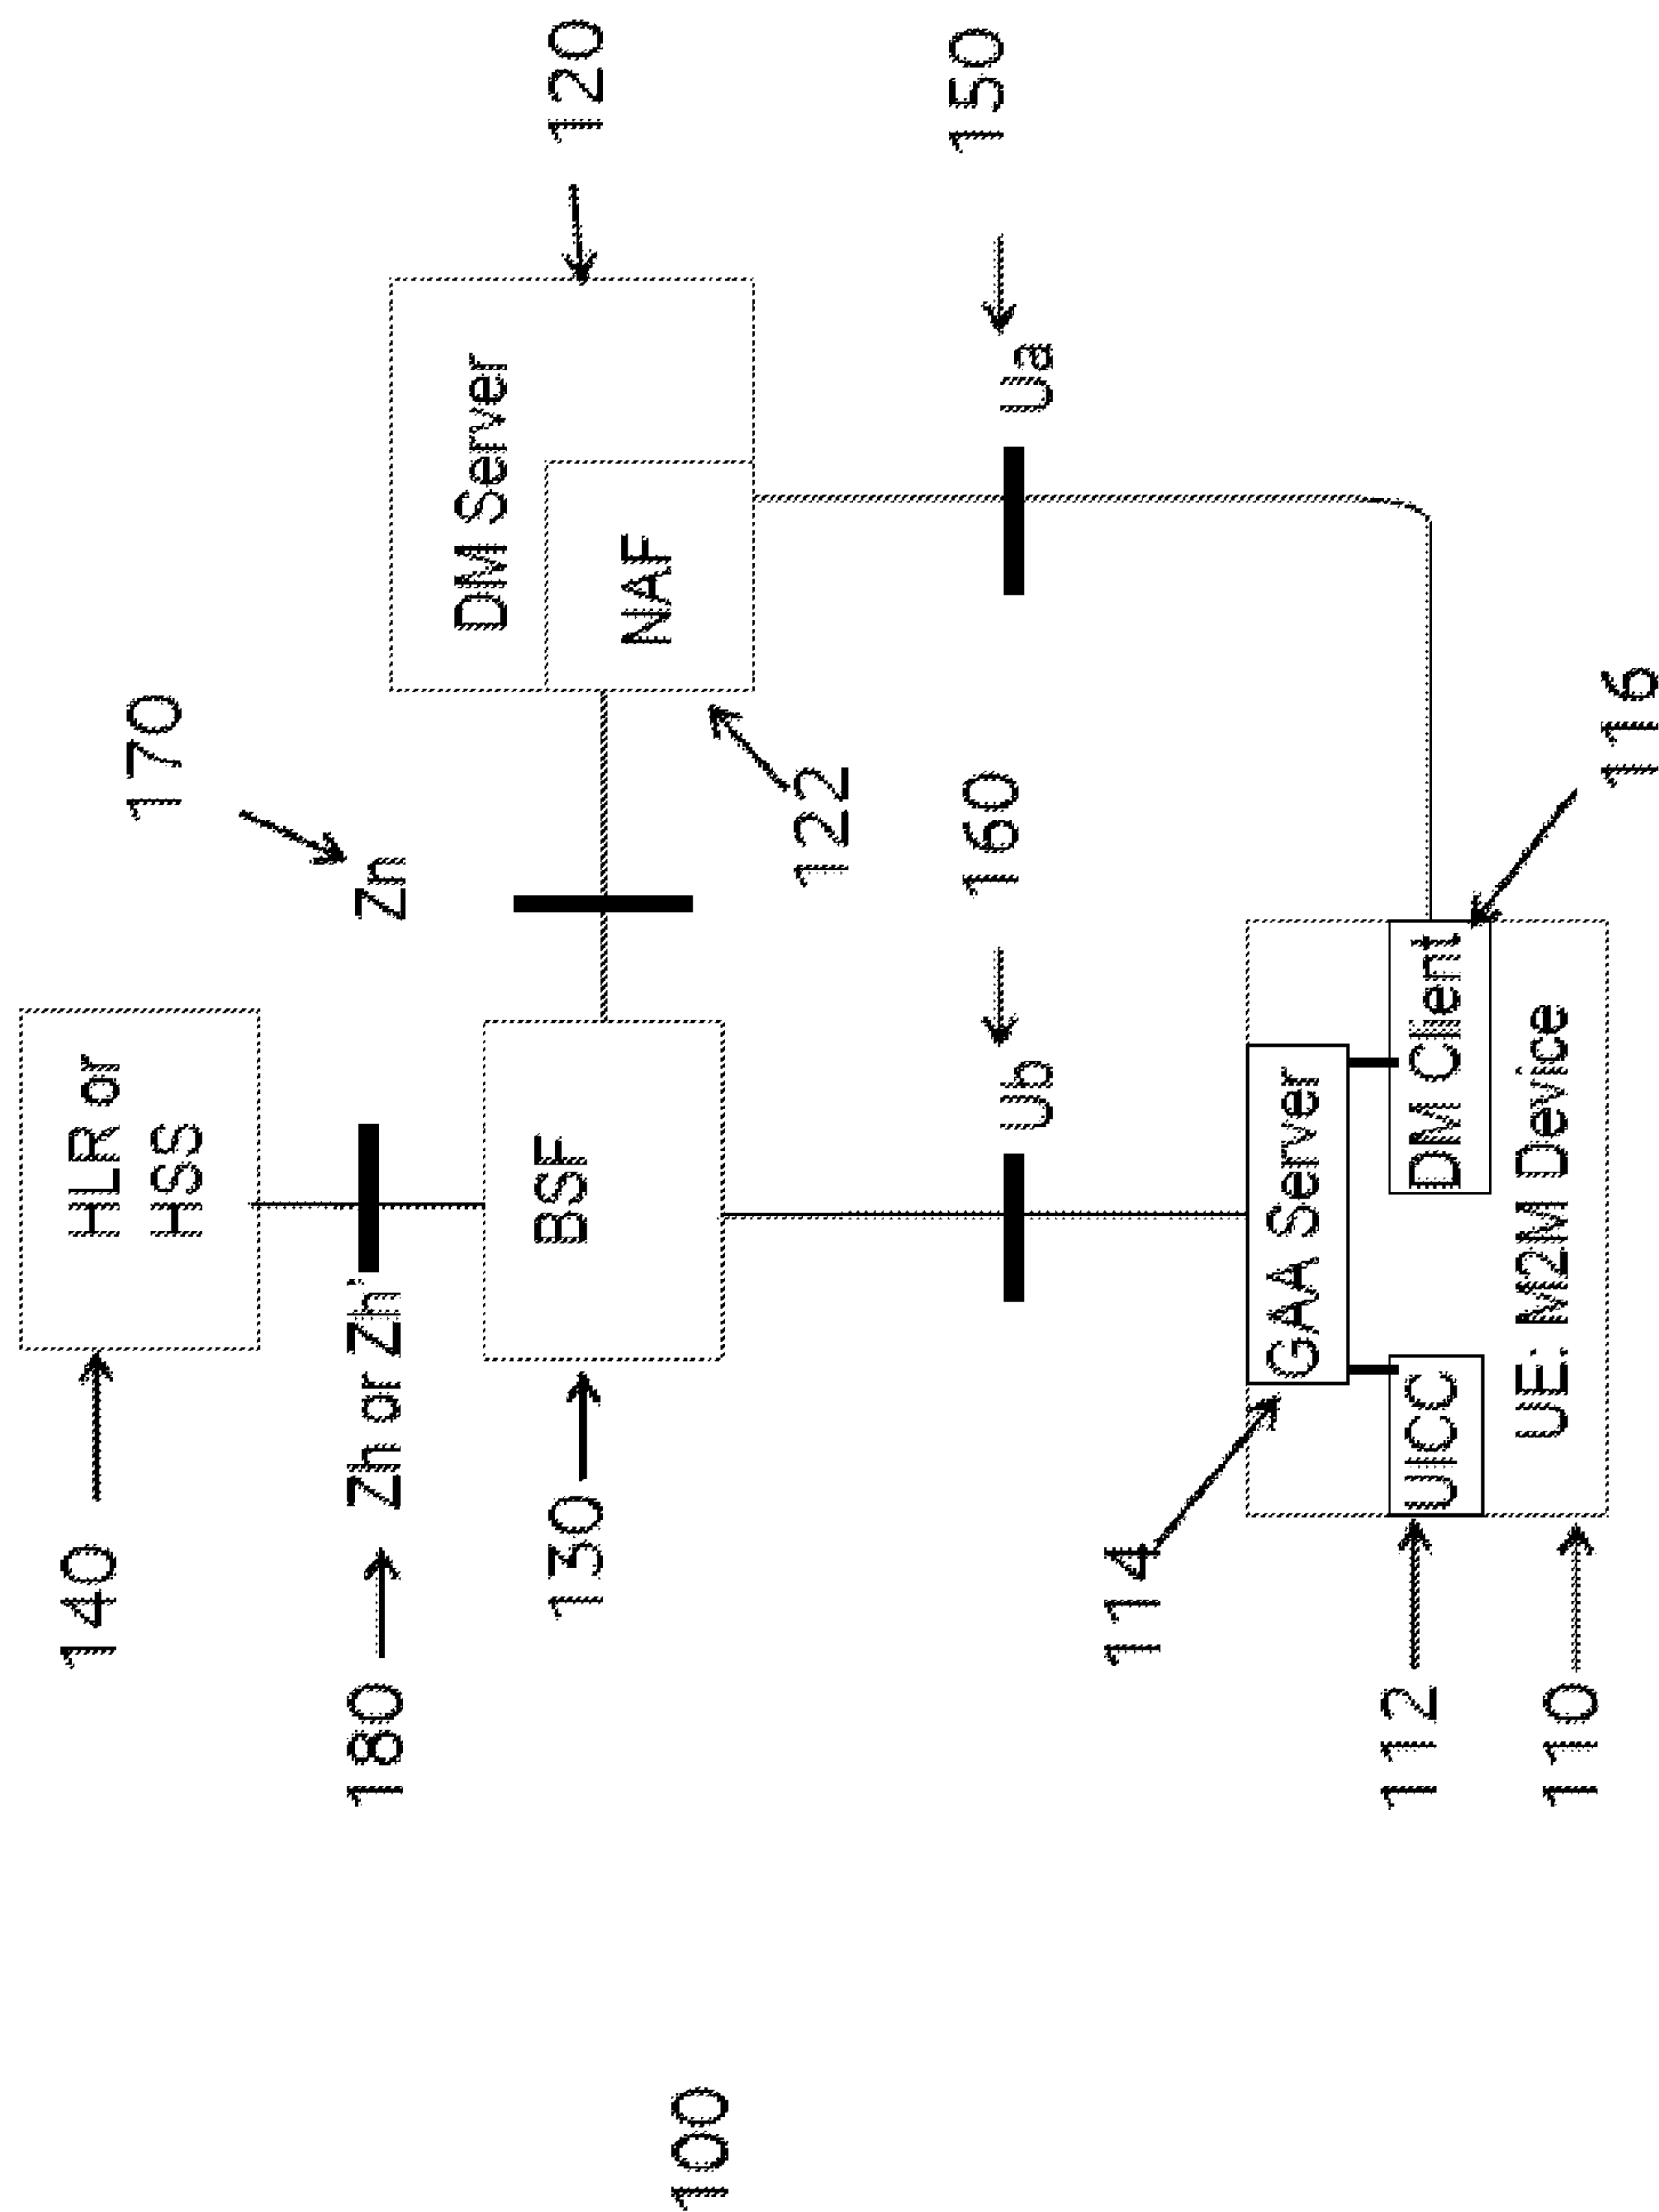 140
HLR or
HSS
170
180
Zh or Zh'
Zn
DM Server
130
BSF
120
NAF
100
122
160
150
Ub
Ua
114
GAA Server
112
UICC
DM Client
UE: M2M Device
110
116